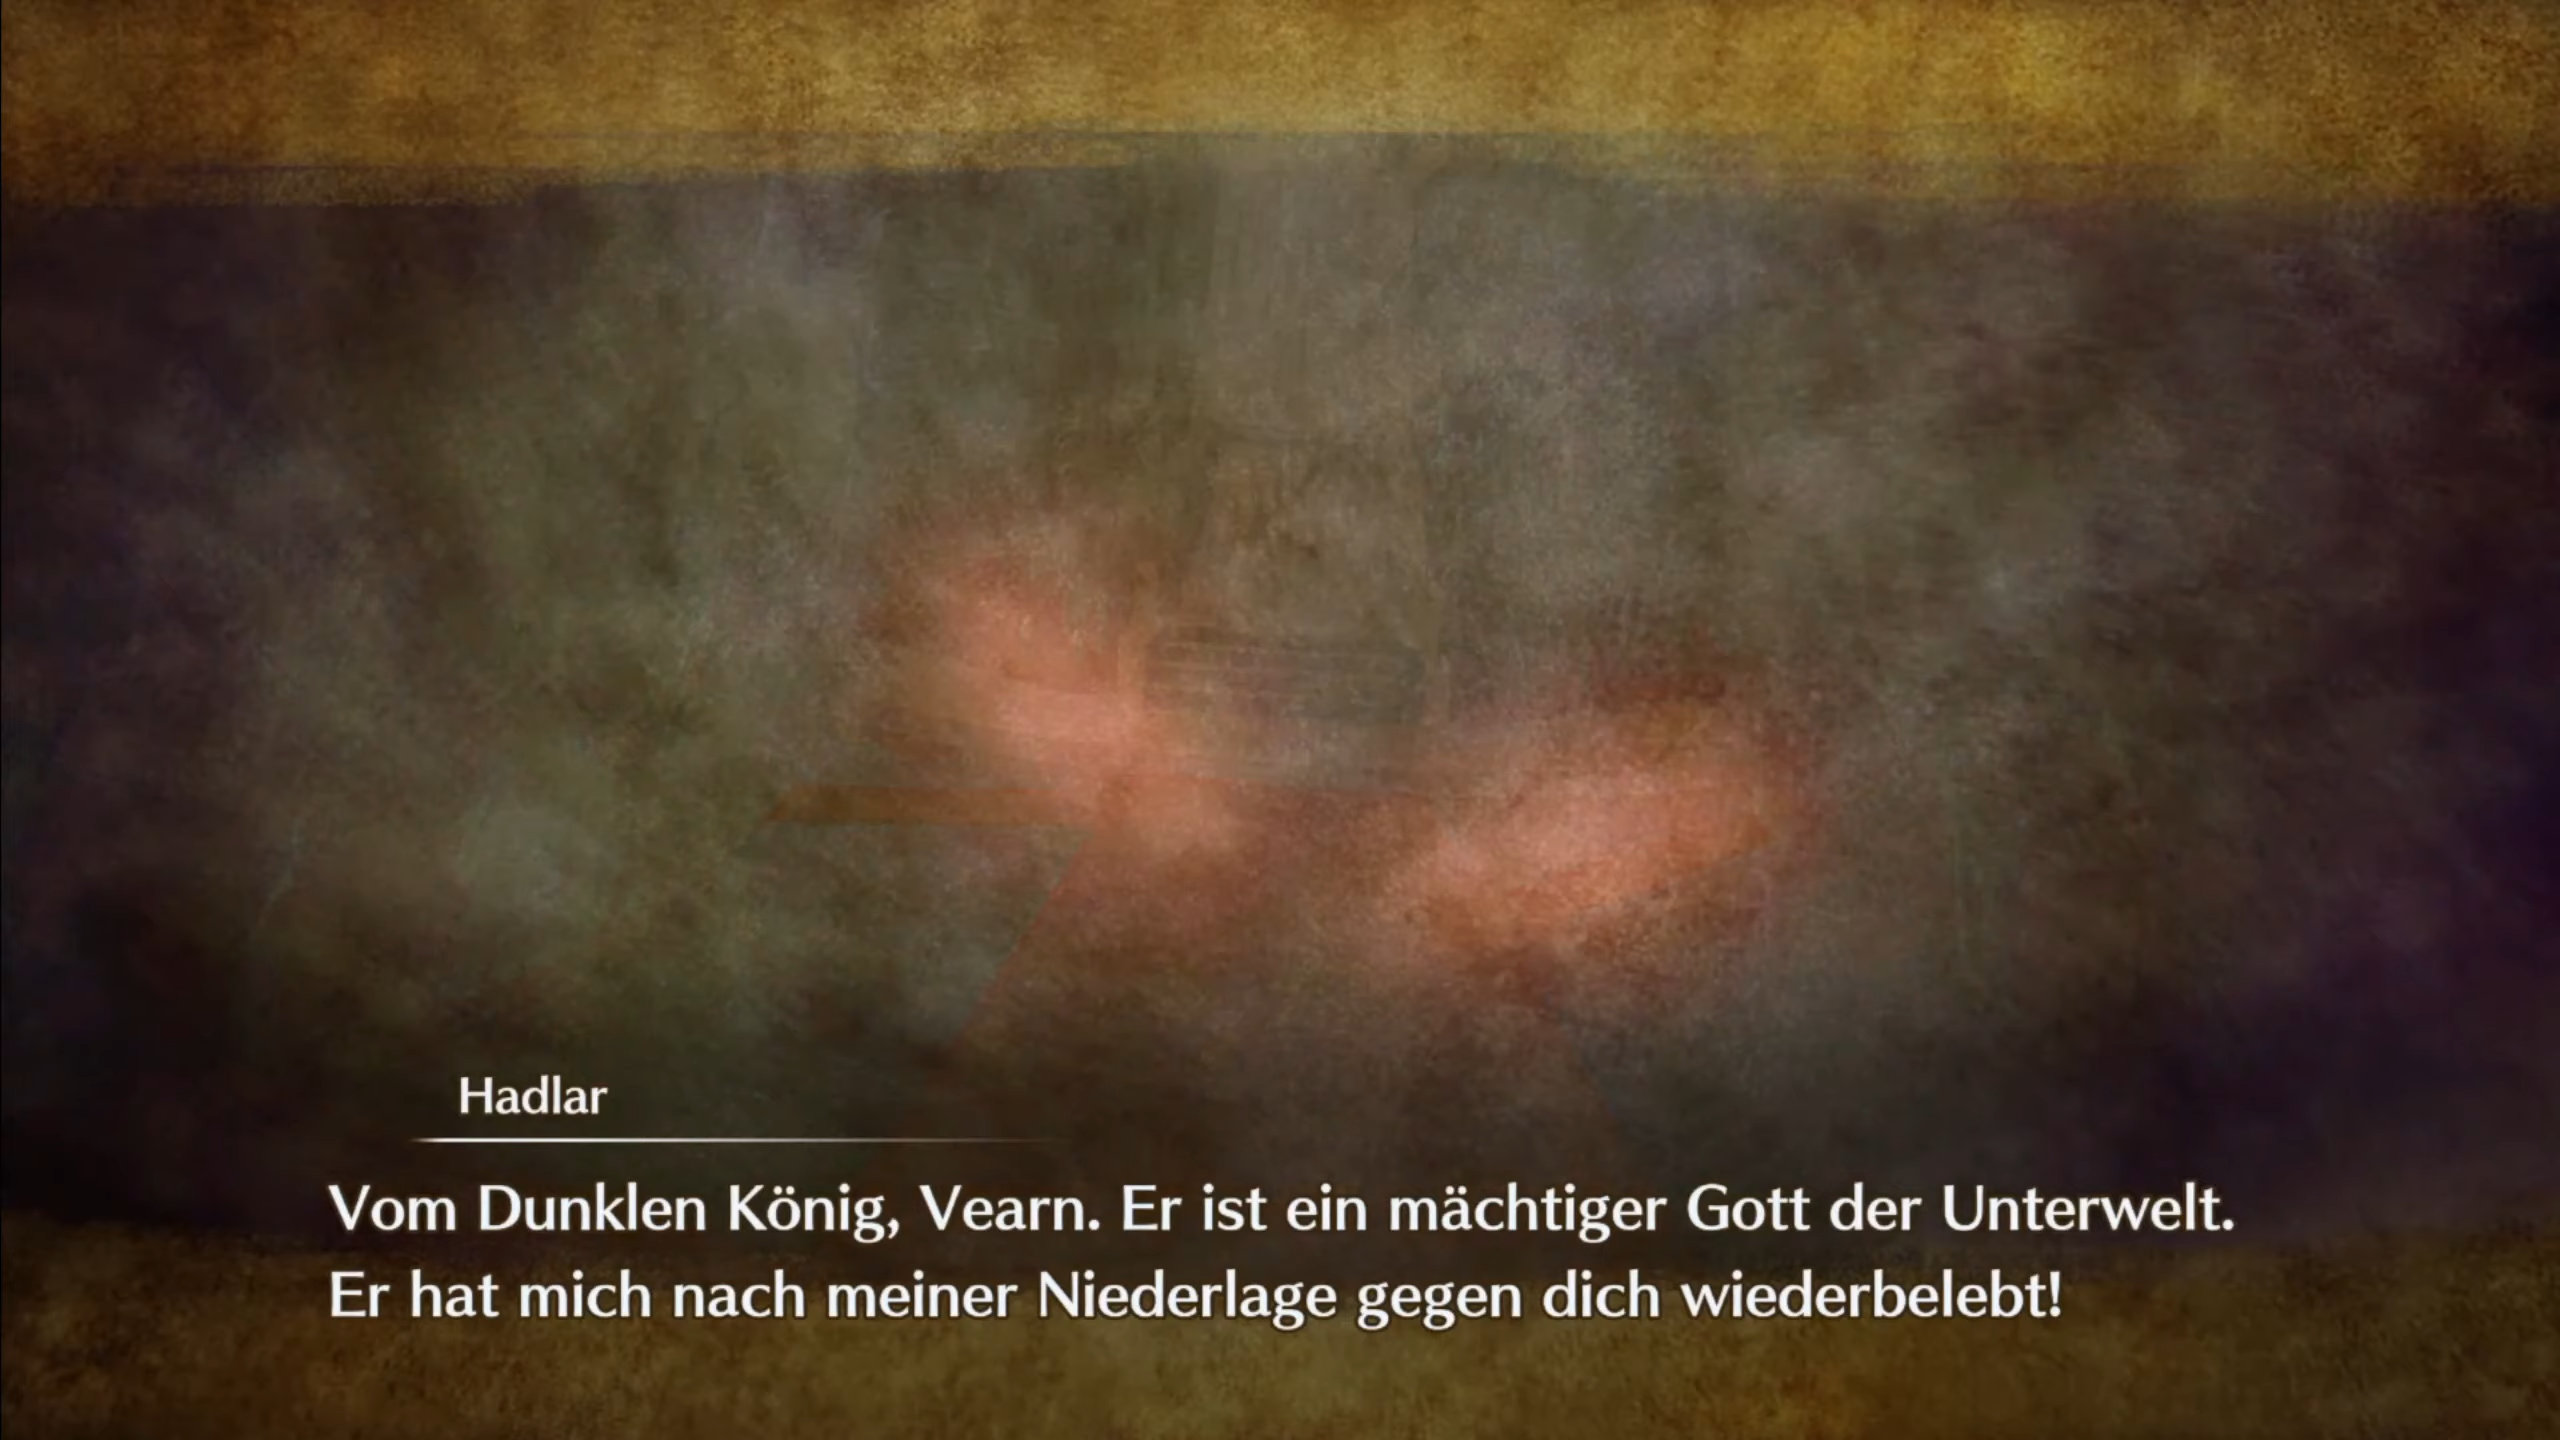 Hadlar
Vom Dunklen König, Vearn. Er ist ein mächtiger Gott der Unterwelt.
Er hat mich nach meiner Niederlage gegen dich wiederbelebt!